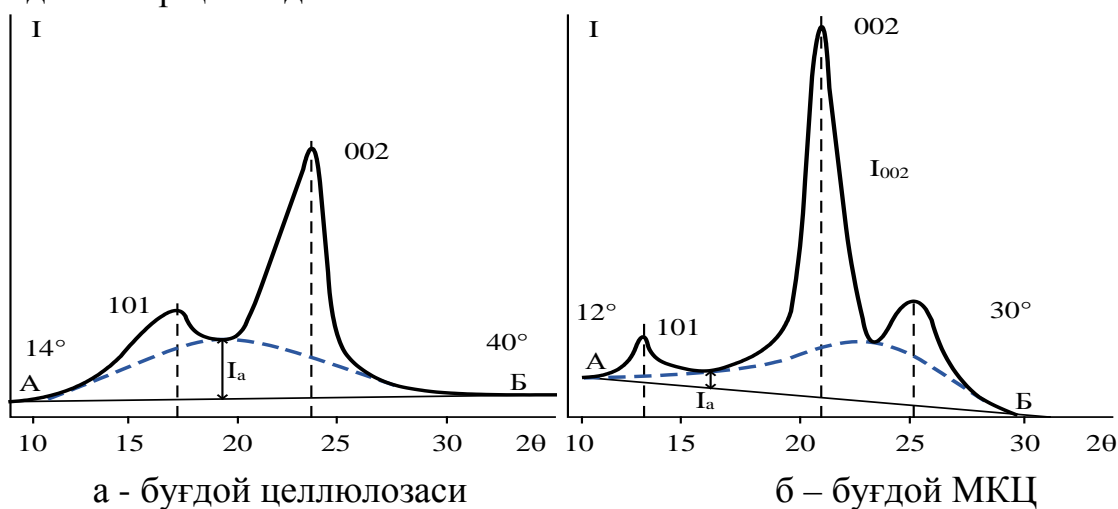 I
002
101
14°
40°
А
Iа
Б
10 15 20 25 30 2θ
а - буғдой целлюлозаси
I
002
I002
12°
101
30°
А
Iа
Б
10 15 20 25 30 2θ
б – буғдой МКЦ